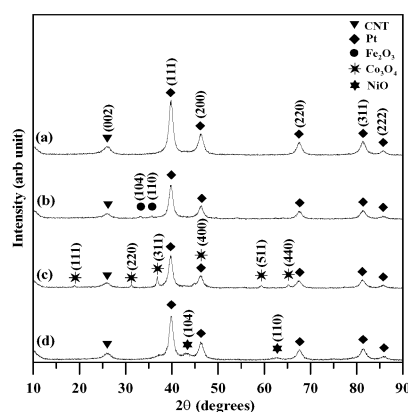 CNT
Pt
Fe₂O₃
Co₃O₄
NiO
(a)
(002)
(111)
(200)
(220)
(311)
(222)
(b)
(104)
(110)
(c)
(111)
(220)
(311)
(400)
(511)
(440)
(d)
(104)
(110)
Intensity (arb unit)
10 20 30 40 50 60 70 80 90
2θ (degrees)